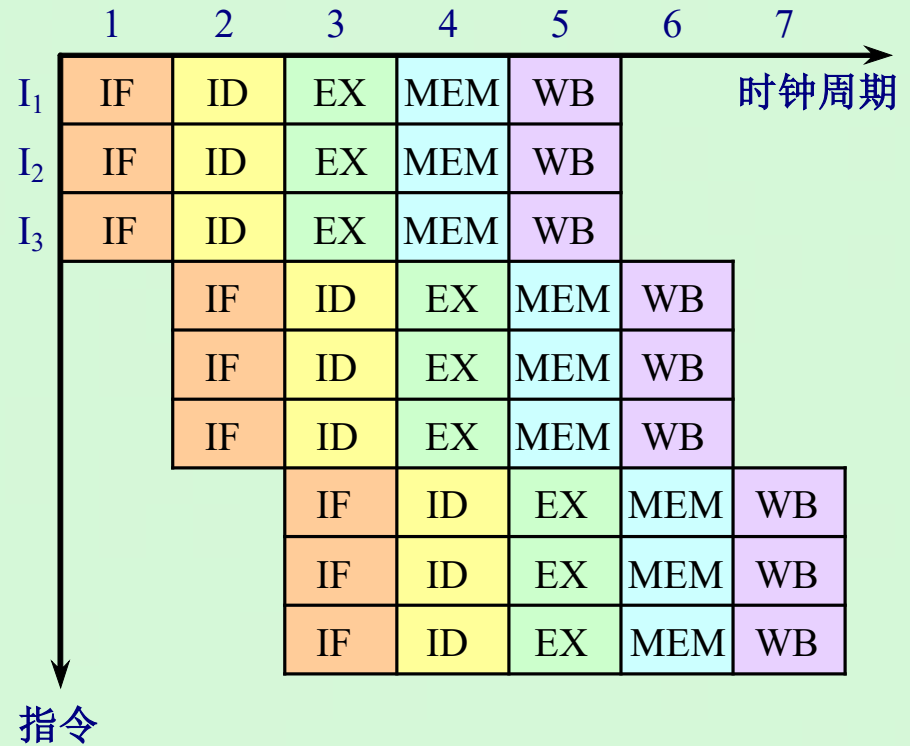 1 2 3 4 5 6 7
I₁ IF ID EX MEM WB 时钟周期
I₂ IF ID EX MEM WB
I₃ IF ID EX MEM WB
IF ID EX MEM WB
IF ID EX MEM WB
IF ID EX MEM WB
IF ID EX MEM WB
IF ID EX MEM WB
IF ID EX MEM WB
指令